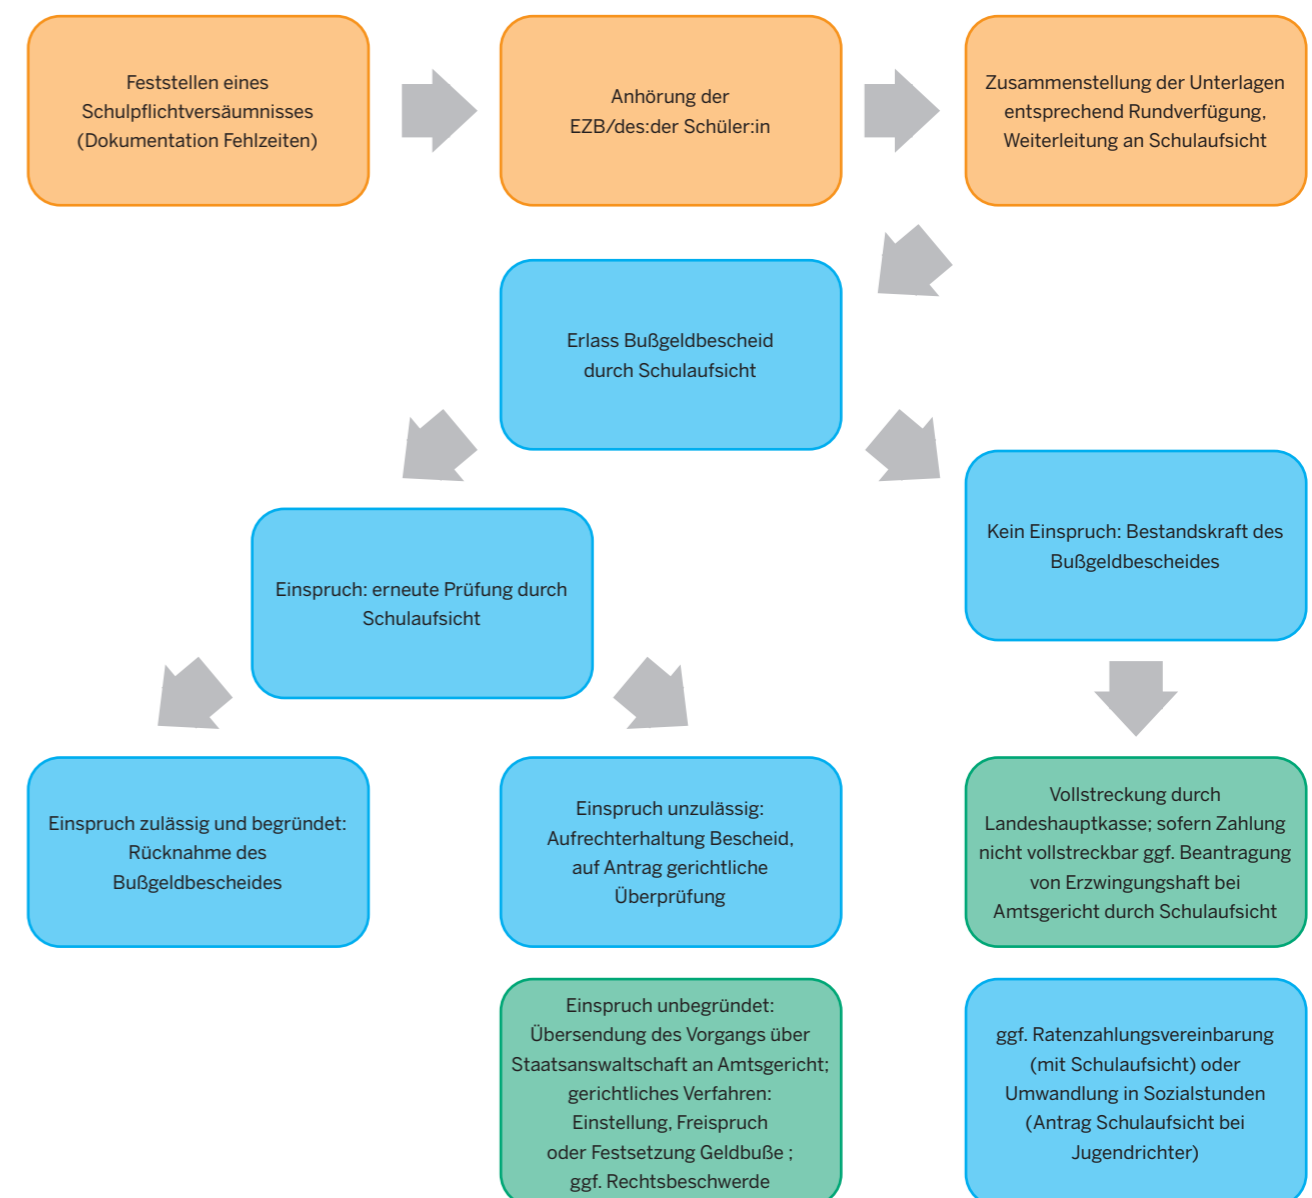 Feststellen eines
Schulpflichtversäumnisses
(Dokumentation Fehlzeiten)
Anhörung der
EZB/des:der Schüler:in
Zusammenstellung der Unterlagen
entsprechend Rundverfügung,
Weiterleitung an Schulaufsicht
Erlass Bußgeldbescheid
durch Schulaufsicht
Einspruch: erneute Prüfung durch
Schulaufsicht
Kein Einspruch: Bestandskraft des
Bußgeldbescheides
Einspruch zulässig und begründet:
Rücknahme des
Bußgeldbescheides
Einspruch unzulässig:
Aufrechterhaltung Bescheid,
auf Antrag gerichtliche
Überprüfung
Vollstreckung durch
Landeshauptkasse; sofern Zahlung
nicht vollstreckbar ggf. Beantragung
von Erzwingungshaft bei
Amtsgericht durch Schulaufsicht
Einspruch unbegründet:
Übersendung des Vorgangs über
Staatsanwaltschaft an Amtsgericht;
gerichtliches Verfahren:
Einstellung, Freispruch
oder Festsetzung Geldbuße ;
ggf. Rechtsbeschwerde
ggf. Ratenzahlungsvereinbarung
(mit Schulaufsicht) oder
Umwandlung in Sozialstunden
(Antrag Schulaufsicht bei
Jugendrichter)